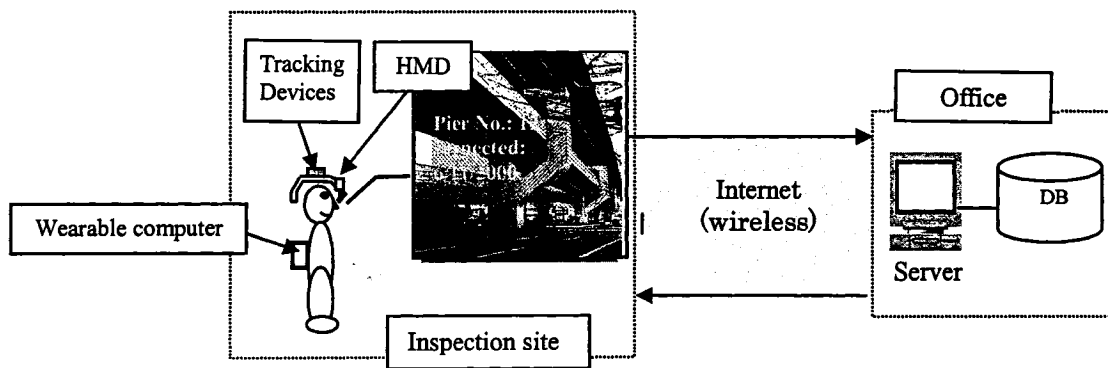 Tracking
Devices
HMD
Pier No.:
Wearable computer
Inspection site
Internet
(wireless)
Office
DB
Server